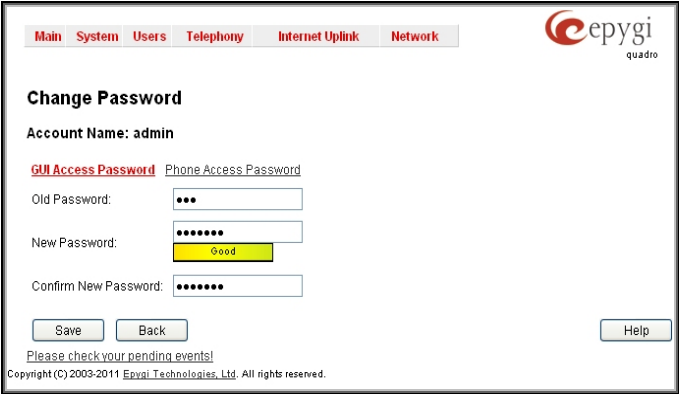 Main System Users Telephony Internet Uplink Network
epygi
quadro
Change Password
Account Name: admin
GUI Access Password Phone Access Password
Old Password: •••
New Password: •••••••
Good
Confirm New Password: •••••••
Save Back Help
Please check your pending events!
Copyright (C) 2003-2011 Epygi Technologies, Ltd. All rights reserved.